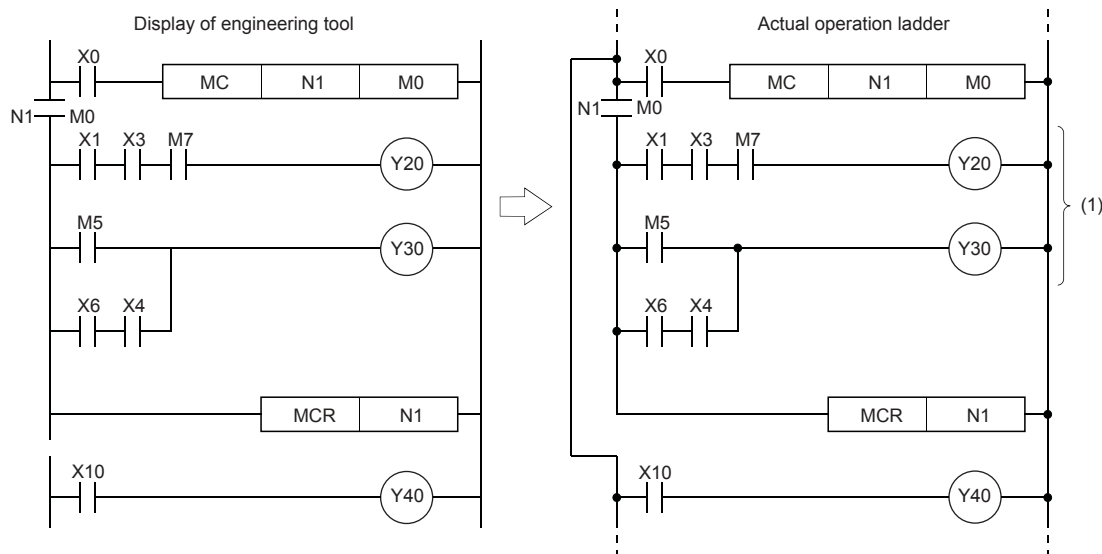 Display of engineering tool
X0
MC N1 M0
N1 M0
X1 X3 M7
Y20
M5
Y30
X6 X4
MCR N1
X10
Y40
Actual operation ladder
X0
MC N1 M0
N1 M0
X1 X3 M7
Y20
(1)
M5
Y30
X6 X4
MCR N1
X10
Y40